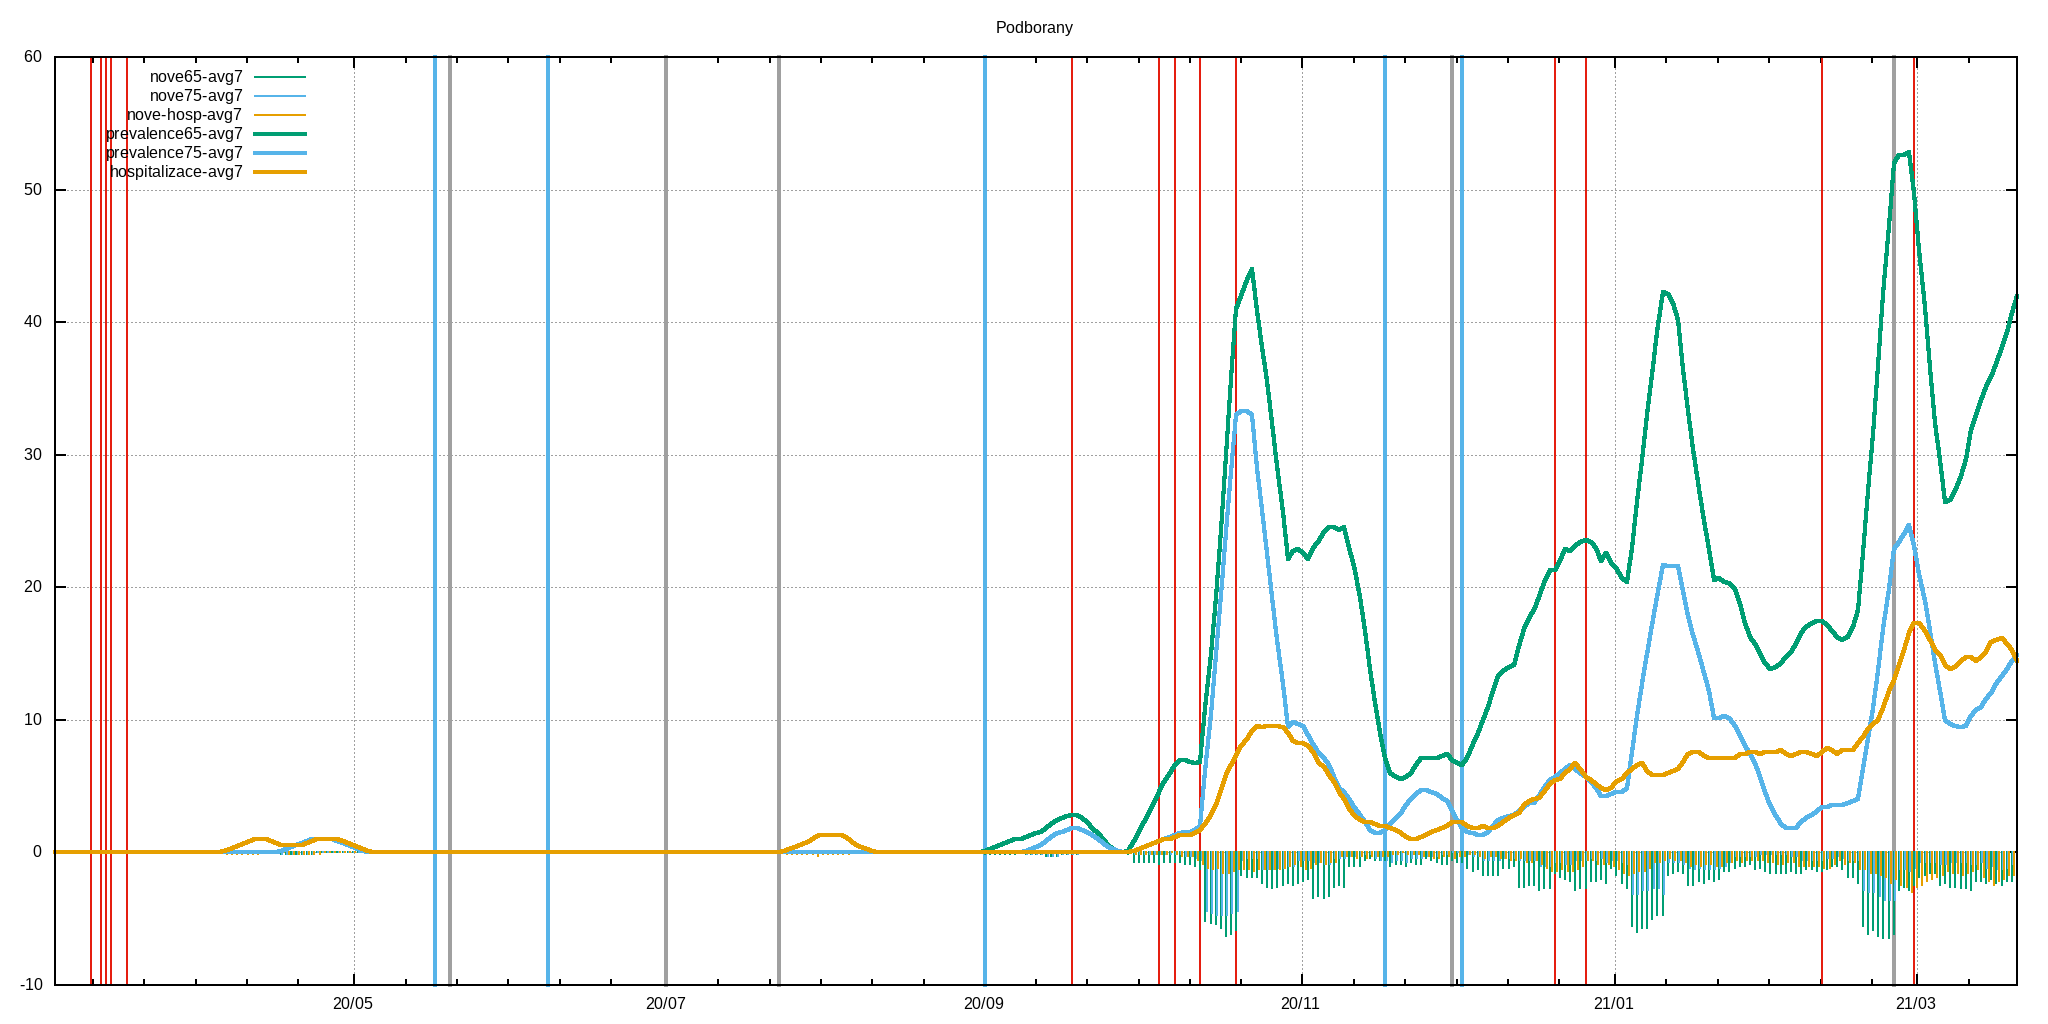 Podborany
60
50
40
30
20
10
0
-10
nove65-avg7
nove75-avg7
nove-hosp-avg7
prevalence65-avg7
prevalence75-avg7
hospitalizace-avg7
20/05
20/07
20/09
20/11
21/01
21/03